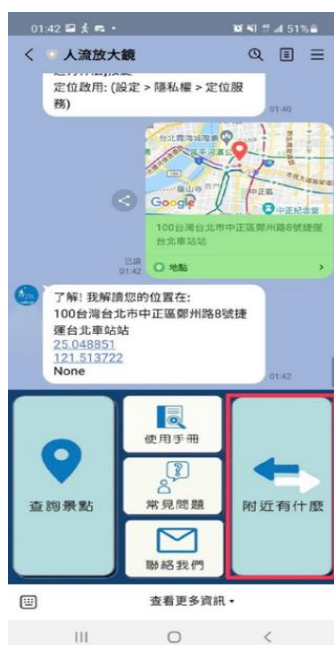 01:42
51%
人流放大鏡
定位啟用: (設定 > 隱私權 > 定位服
務)
01:40
中正區
Google
中正紀念堂
100台灣台北市中正區鄭州路8號捷運
台北車站站
已讀
01:42
地點
了解! 我解讀您的位置在:
100台灣台北市中正區鄭州路8號捷
運台北車站站
25.048851
121.513722
None
01:42
查詢景點
使用手冊
常見問題
聯絡我們
附近有什麼
查看更多資訊